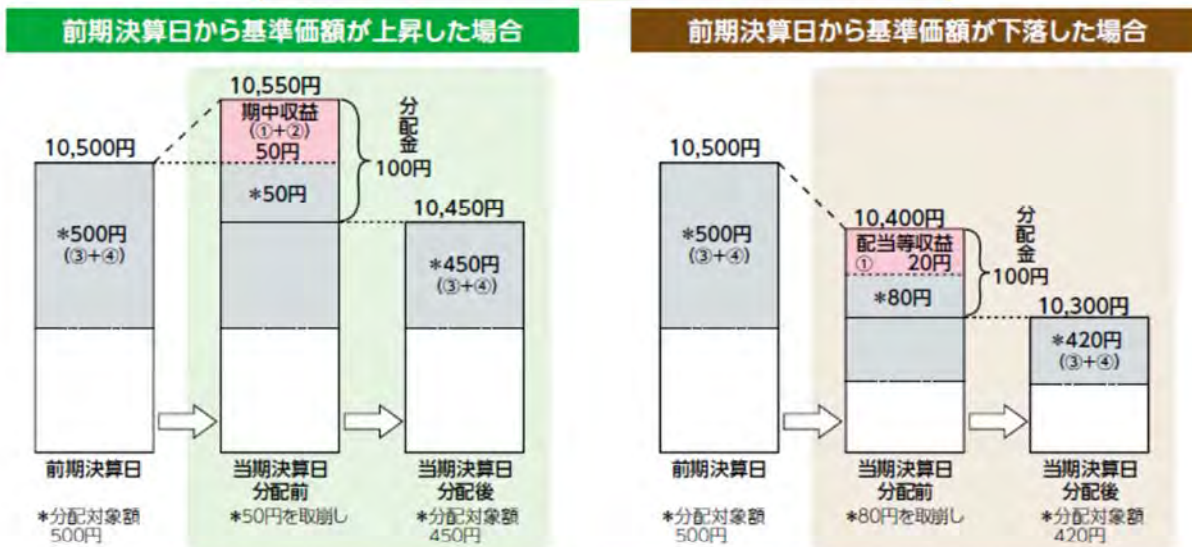 前期決算日から基準価額が上昇した場合
10,550円
期中収益
(①+②)
50円
分配金
100円
10,500円
*50円
10,450円
*500円
(③+④)
*450円
(③+④)
前期決算日
当期決算日
分配前
当期決算日
分配後
*分配対象額
500円
*50円を取崩し
*分配対象額
450円
前期決算日から基準価額が下落した場合
10,500円
10,400円
配当等収益
① 20円
分配金
100円
*500円
(③+④)
*80円
10,300円
*420円
(③+④)
前期決算日
当期決算日
分配前
当期決算日
分配後
*分配対象額
500円
*80円を取崩し
*分配対象額
420円